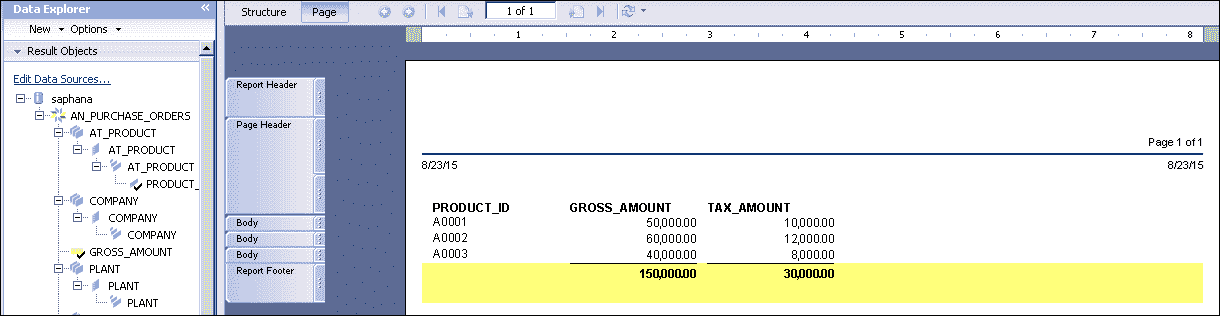 Data Explorer «
New Options
Result Objects
Edit Data Sources...
saphana
AN_PURCHASE_ORDERS
AT_PRODUCT
AT_PRODUCT
AT_PRODUCT
PRODUCT_
COMPANY
COMPANY
COMPANY
GROSS_AMOUNT
PLANT
PLANT
PLANT
Structure Page 1 of 1
1 2 3 4 5 6 7 8
Report Header
Page Header
Body
Body
Body
Report Footer
Page 1 of 1
8/23/15 8/23/15
PRODUCT_ID GROSS_AMOUNT TAX_AMOUNT
A0001 50,000.00 10,000.00
A0002 60,000.00 12,000.00
A0003 40,000.00 8,000.00
150,000.00 30,000.00